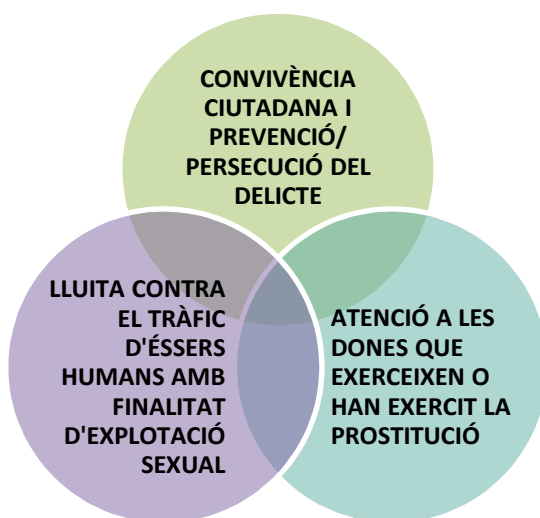 CONVIVÈNCIA
CIUTADANA I
PREVENCIÓ/
PERSECUCIÓ DEL
DELICTE
LLUITA CONTRA
EL TRÀFIC
D'ÉSSERS
HUMANS AMB
FINALITAT
D'EXPLOTACIÓ
SEXUAL
ATENCIÓ A LES
DONES QUE
EXERCEIXEN O
HAN EXERCIT LA
PROSTITUCIÓ